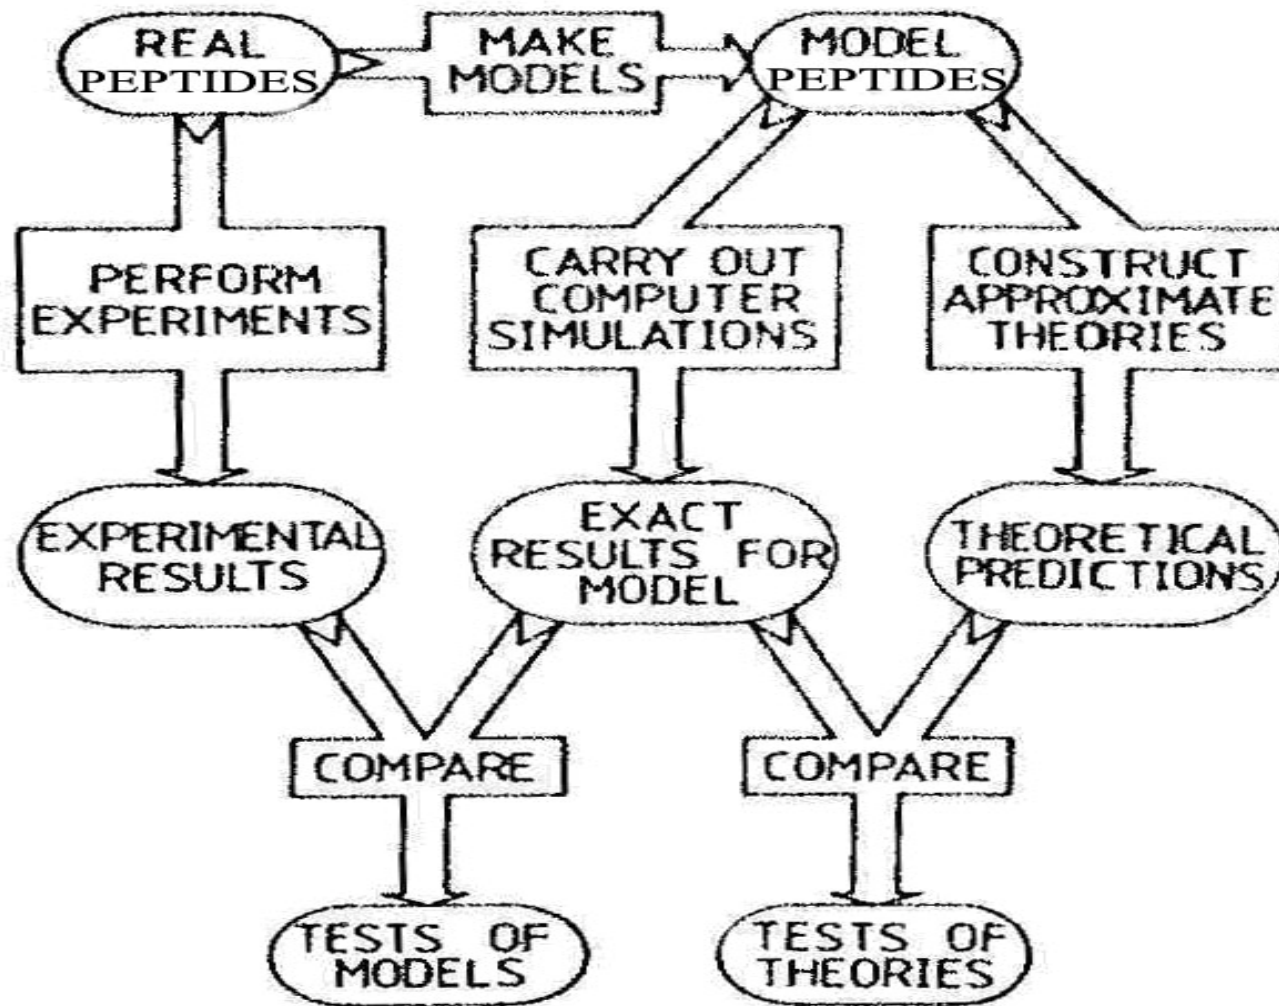 REAL
PEPTIDES
MAKE
MODELS
MODEL
PEPTIDES
PERFORM
EXPERIMENTS
CARRY OUT
COMPUTER
SIMULATIONS
CONSTRUCT
APPROXIMATE
THEORIES
EXPERIMENTAL
RESULTS
EXACT
RESULTS FOR
MODEL
THEORETICAL
PREDICTIONS
COMPARE
COMPARE
TESTS OF
MODELS
TESTS OF
THEORIES